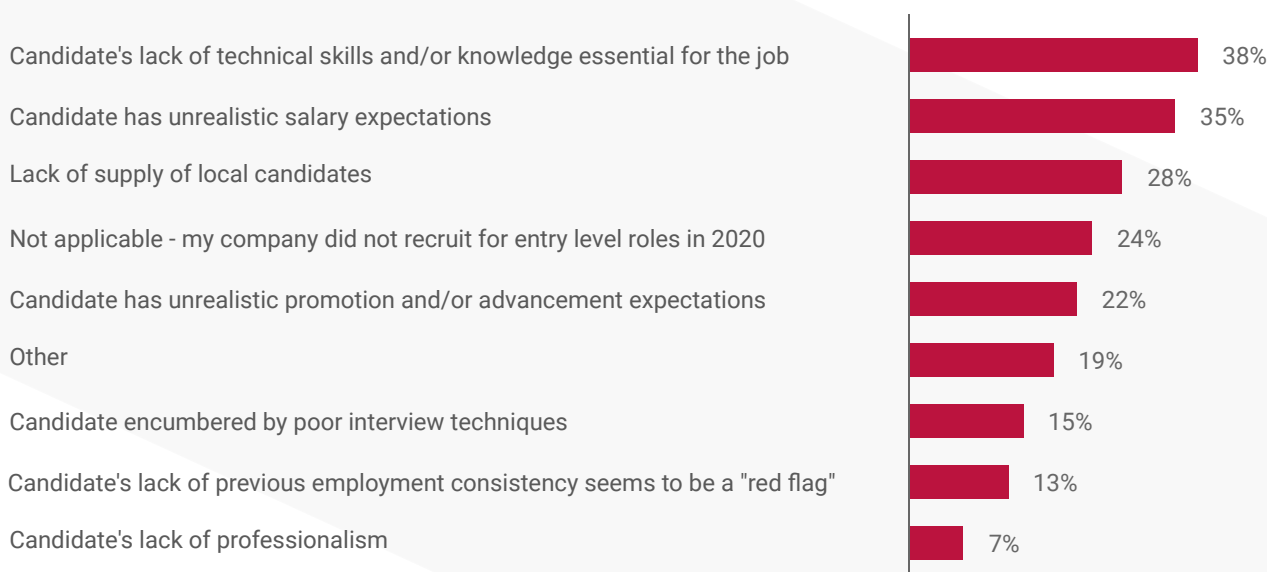 Candidate's lack of technical skills and/or knowledge essential for the job 38%
Candidate has unrealistic salary expectations 35%
Lack of supply of local candidates 28%
Not applicable - my company did not recruit for entry level roles in 2020 24%
Candidate has unrealistic promotion and/or advancement expectations 22%
Other 19%
Candidate encumbered by poor interview techniques 15%
Candidate's lack of previous employment consistency seems to be a "red flag" 13%
Candidate's lack of professionalism 7%